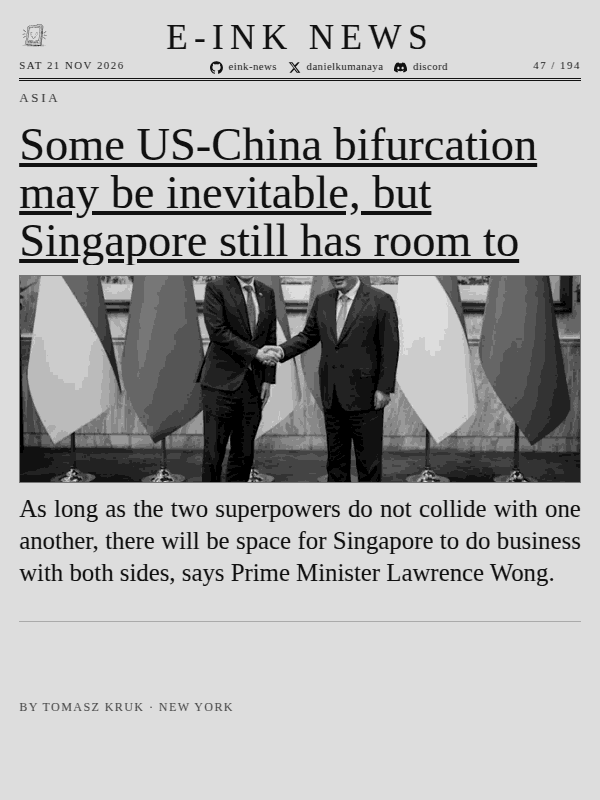 E-INK NEWS
SAT 21 NOV 2026
eink-news danielkumanaya discord
47 / 194
ASIA
Some US-China bifurcation
may be inevitable, but
Singapore still has room to
As long as the two superpowers do not collide with one
another, there will be space for Singapore to do business
with both sides, says Prime Minister Lawrence Wong.
BY TOMASZ KRUK · NEW YORK